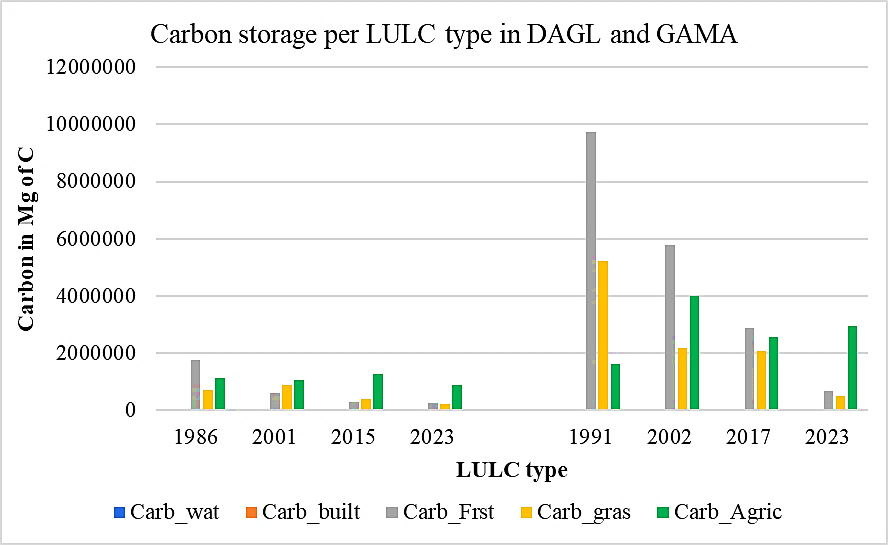 Carbon storage per LULC type in DAGL and GAMA
12000000
10000000
8000000
6000000
4000000
2000000
0
Carbon in Mg of C
1986 2001 2015 2023 1991 2002 2017 2023
LULC type
Carb_wat Carb_built Carb_Frst Carb_gras Carb_Agric